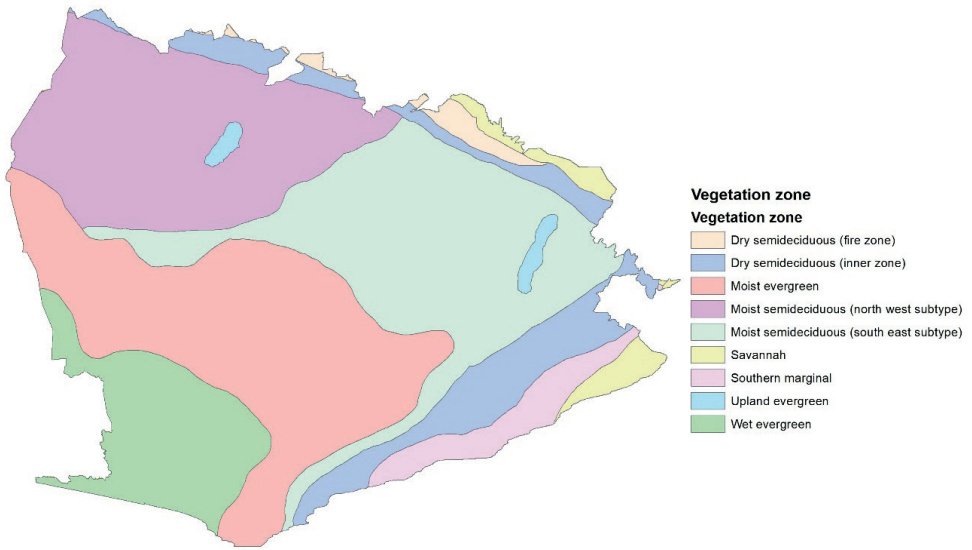 Vegetation zone
Vegetation zone
Dry semideciduous (fire zone)
Dry semideciduous (inner zone)
Moist evergreen
Moist semideciduous (north west subtype)
Moist semideciduous (south east subtype)
Savannah
Southern marginal
Upland evergreen
Wet evergreen